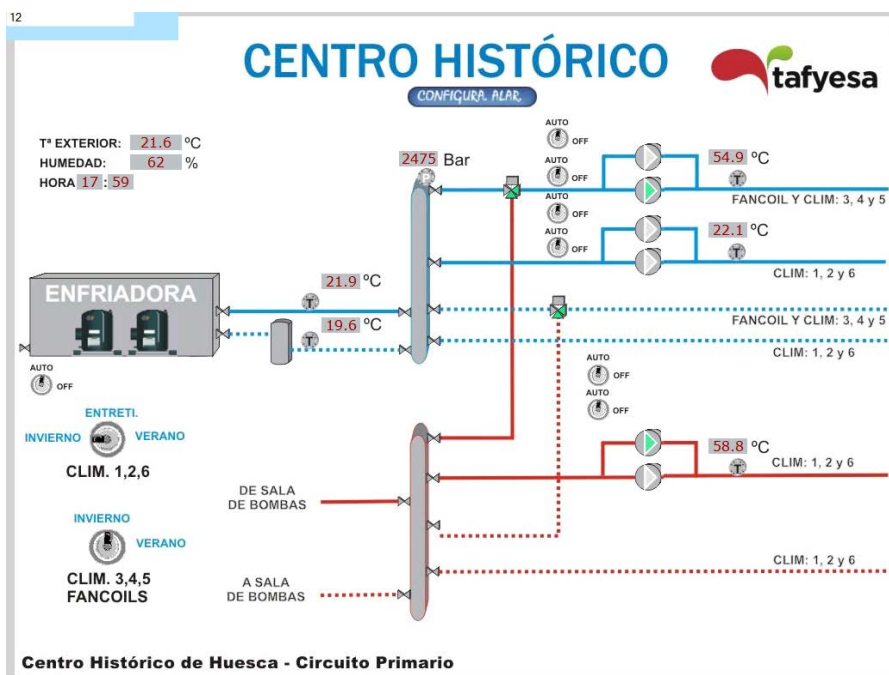 12
CENTRO HISTÓRICO
tafyesa
CONFIGURA. ALAR.
Tª EXTERIOR: 21.6 ºC
HUMEDAD: 62 %
HORA 17 : 59
2475 Bar
P
AUTO
OFF
AUTO
OFF
AUTO
OFF
AUTO
OFF
54.9 ºC
T
FANCOIL Y CLIM: 3, 4 y 5
22.1 ºC
T
CLIM: 1, 2 y 6
ENFRIADORA
21.9 ºC
T
19.6 ºC
T
FANCOIL Y CLIM: 3, 4 y 5
CLIM: 1, 2 y 6
AUTO
OFF
AUTO
OFF
AUTO
OFF
ENTRETI.
INVIERNO
VERANO
CLIM. 1,2,6
58.8 ºC
T
CLIM: 1, 2 y 6
DE SALA
DE BOMBAS
INVIERNO
VERANO
CLIM. 3,4,5
FANCOILS
A SALA
DE BOMBAS
CLIM: 1, 2 y 6
Centro Histórico de Huesca - Circuito Primario